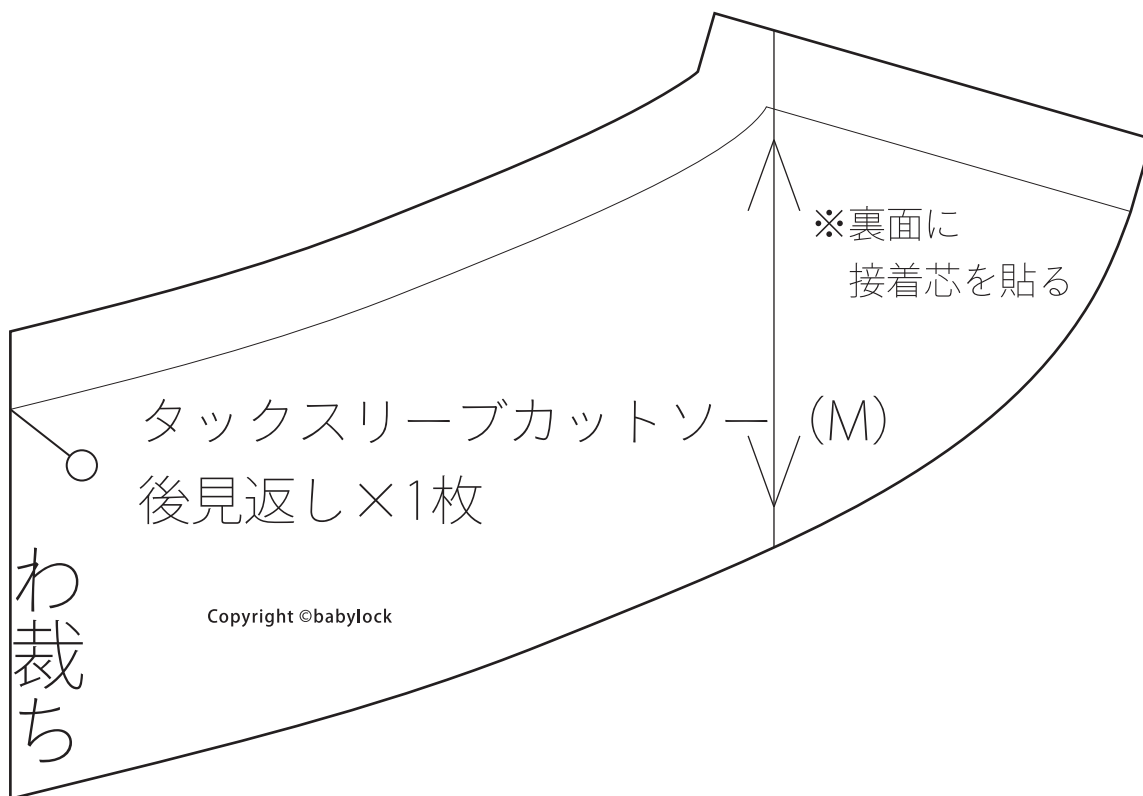 ※裏面に
接着芯を貼る
タックスリーブカットソー (M)
後見返し×1枚
わ裁ち
Copyright ©babylock